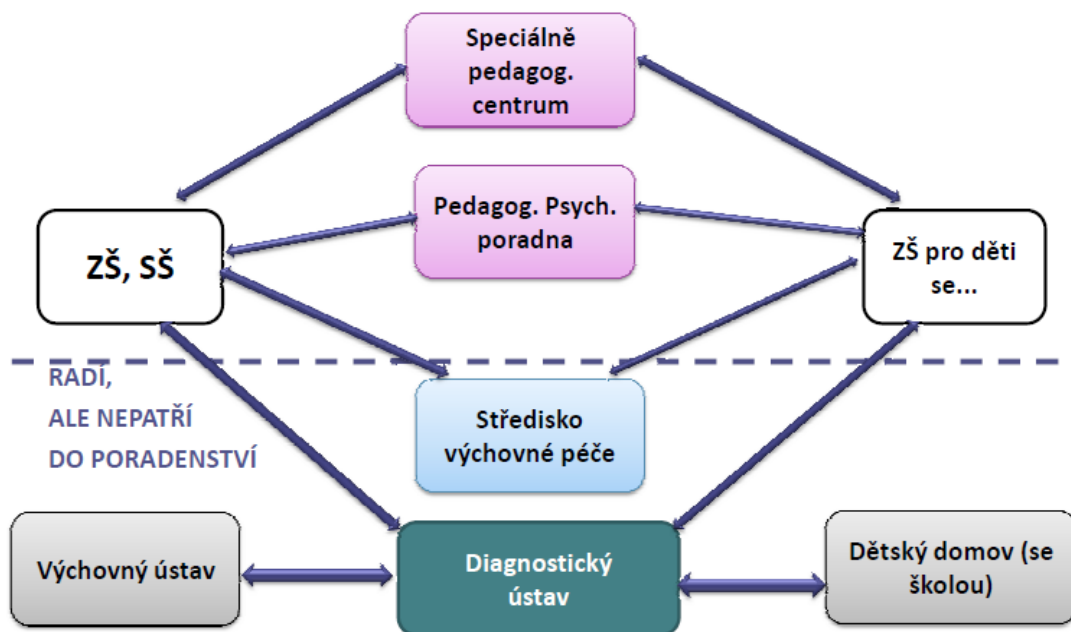 Speciálně
pedagog.
centrum
Pedagog. Psych.
poradna
ZŠ, SŠ
ZŠ pro děti
se...
RADÍ,
ALE NEPATŘÍ
DO PORADENSTVÍ
Středisko
výchovné péče
Výchovný ústav
Diagnostický
ústav
Dětský domov (se
školou)